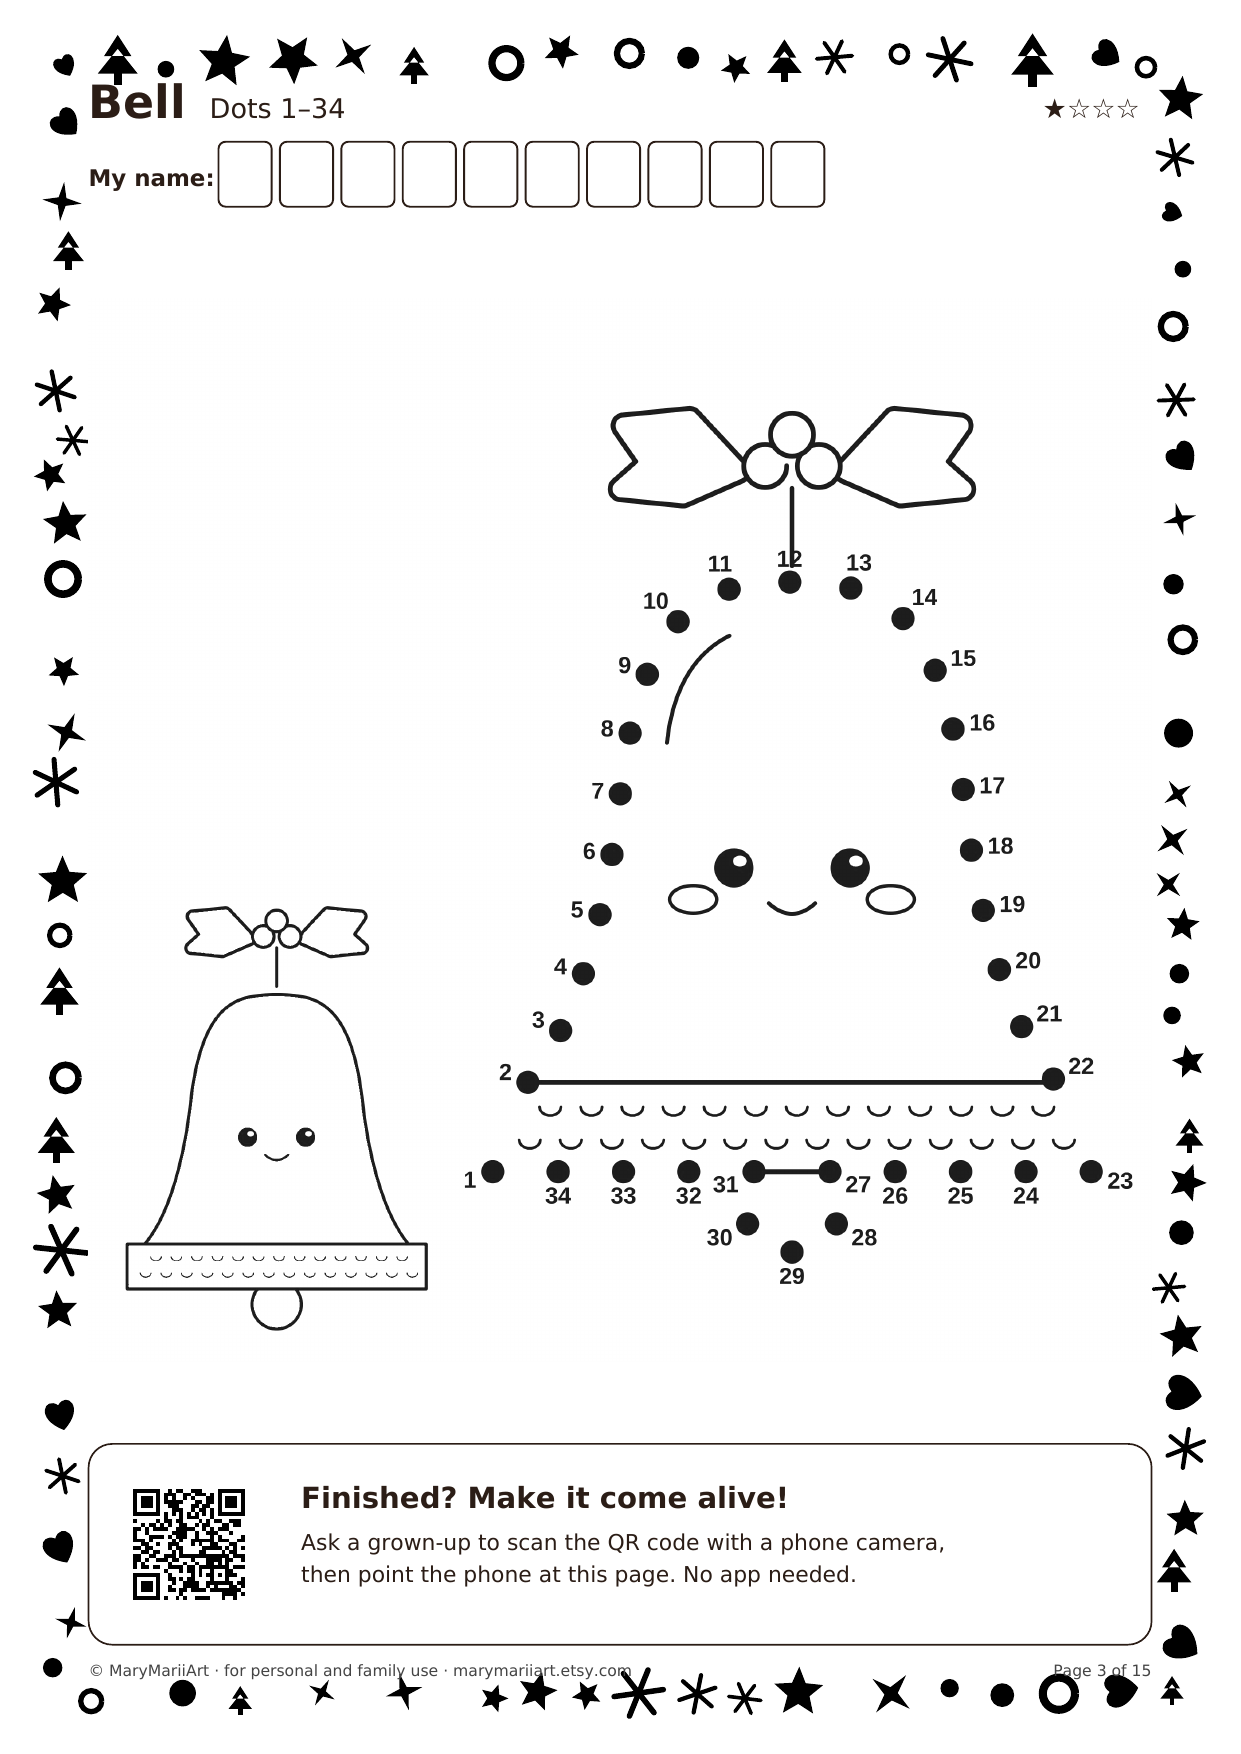 Bell Dots 1–34
★☆☆☆
My name:
12
11 13
10 14
9 15
8 16
7 17
6 18
5 19
4 20
3 21
2 22
1 34 33 32 31 27 26 25 24 23
30 28
29
Finished? Make it come alive!
Ask a grown-up to scan the QR code with a phone camera,
then point the phone at this page. No app needed.
© MaryMariiArt · for personal and family use · marymariiart.etsy.com
Page 3 of 15